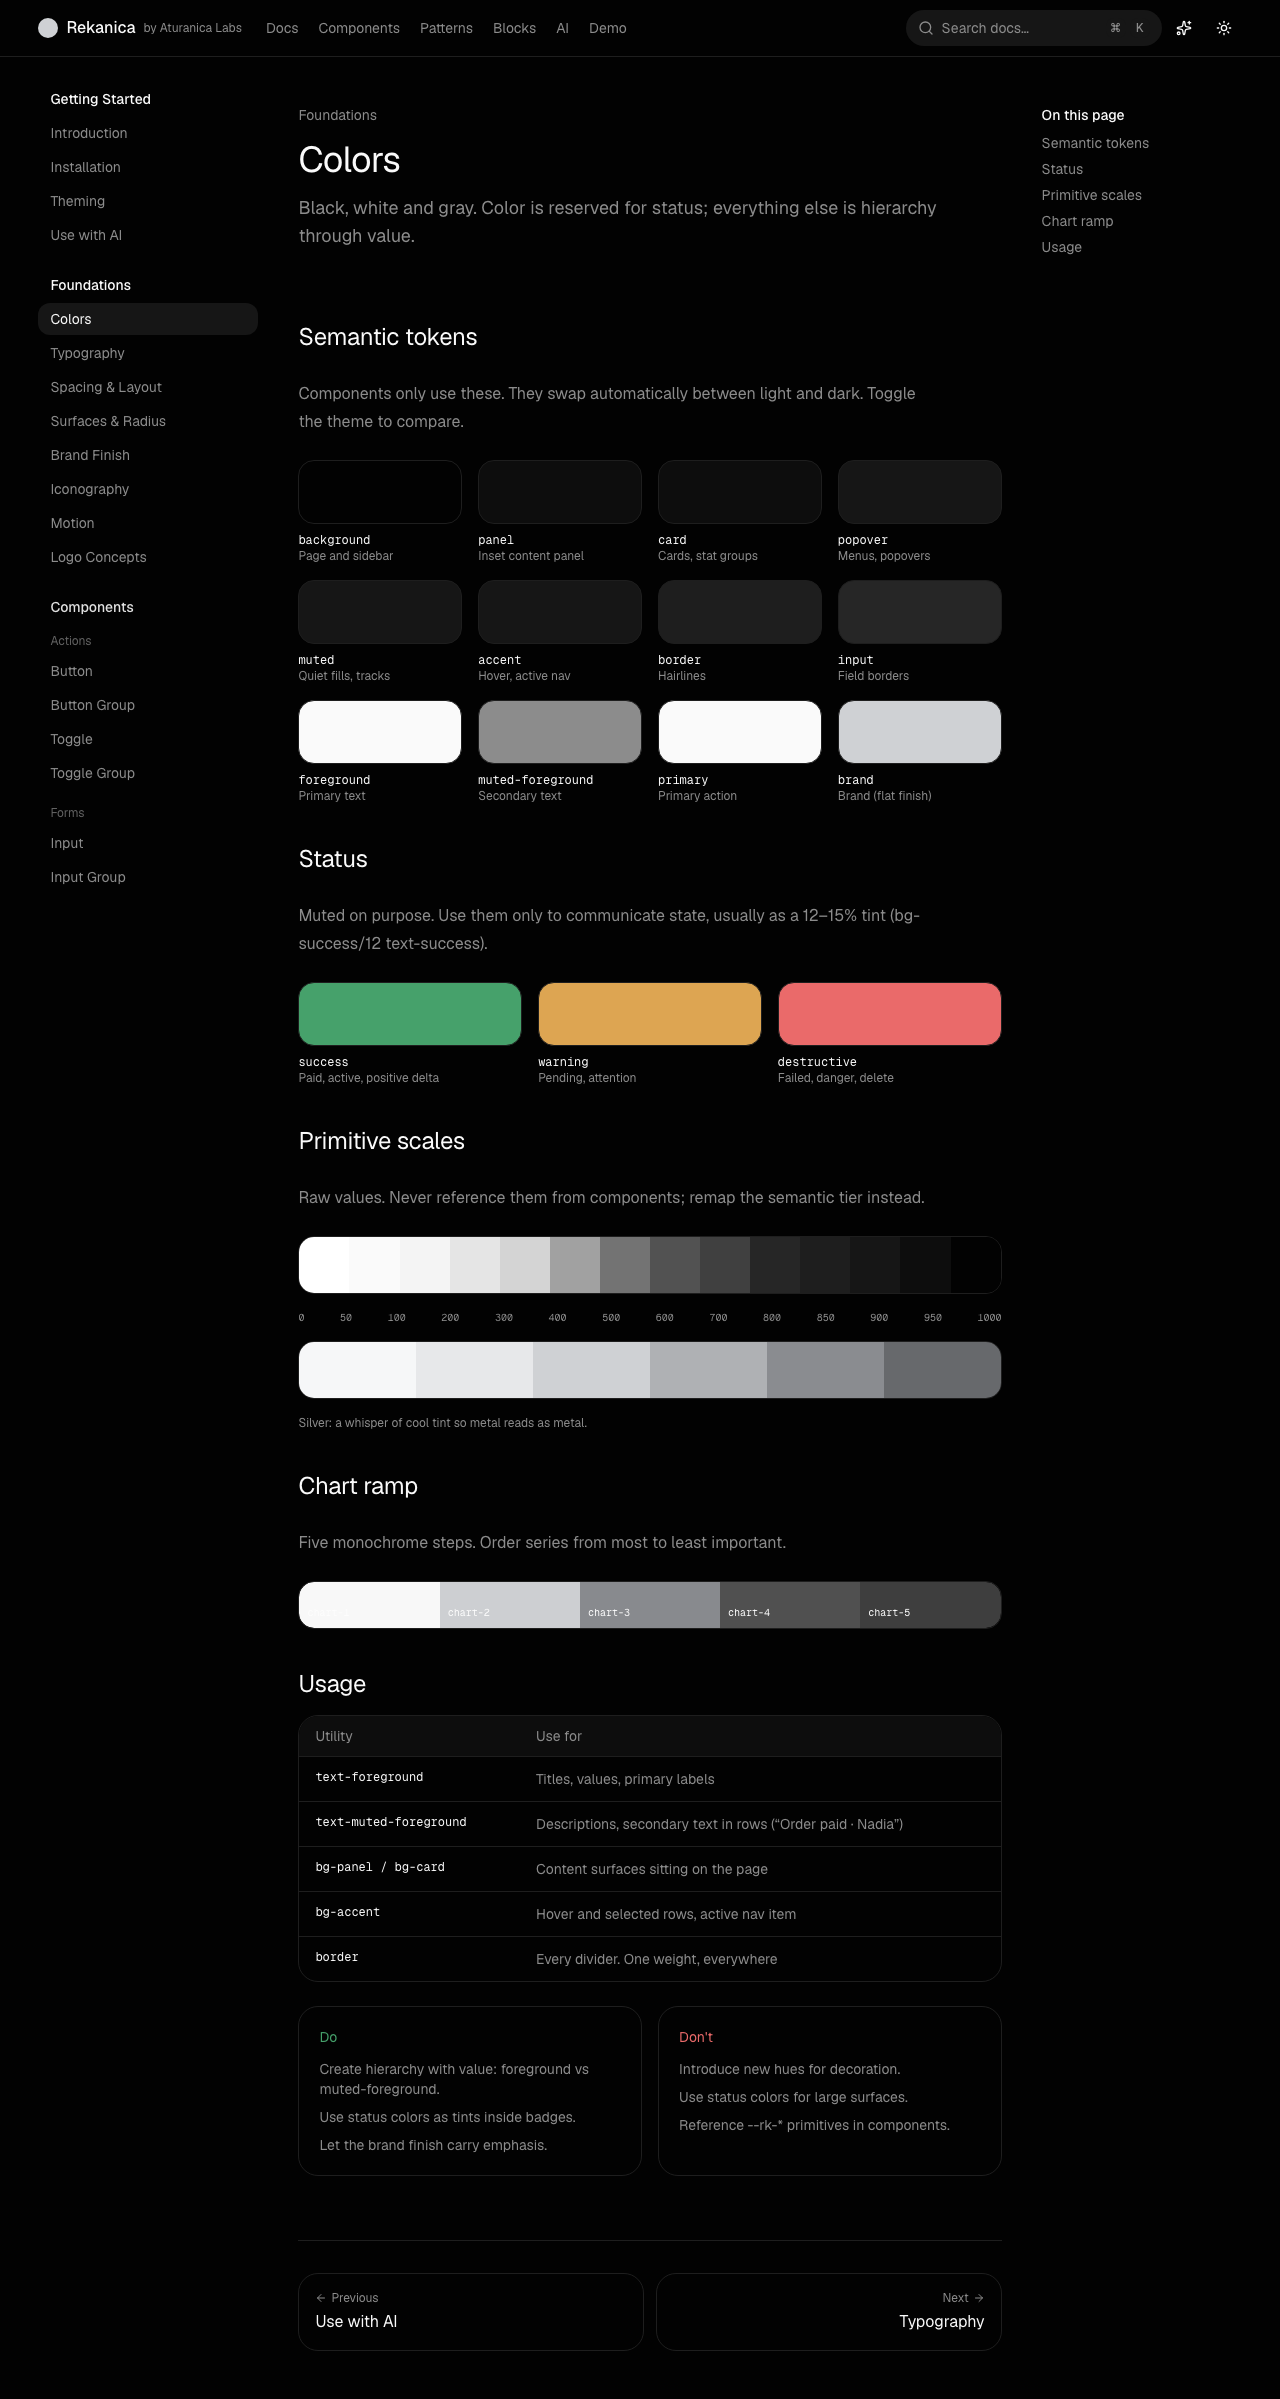 Rekanica by Aturanica Labs Docs Components Patterns Blocks AI Demo Search docs... ⌘ K
Getting Started
Introduction
Installation
Theming
Use with AI
Foundations
Colors
Typography
Spacing & Layout
Surfaces & Radius
Brand Finish
Iconography
Motion
Logo Concepts
Components
Actions
Button
Button Group
Toggle
Toggle Group
Forms
Input
Input Group
Foundations
Colors
Black, white and gray. Color is reserved for status; everything else is hierarchy
through value.
Semantic tokens
Components only use these. They swap automatically between light and dark. Toggle
the theme to compare.
background panel card popover
Page and sidebar Inset content panel Cards, stat groups Menus, popovers
muted accent border input
Quiet fills, tracks Hover, active nav Hairlines Field borders
foreground muted-foreground primary brand
Primary text Secondary text Primary action Brand (flat finish)
Status
Muted on purpose. Use them only to communicate state, usually as a 12–15% tint (bg-
success/12 text-success).
success warning destructive
Paid, active, positive delta Pending, attention Failed, danger, delete
Primitive scales
Raw values. Never reference them from components; remap the semantic tier instead.
0 50 100 200 300 400 500 600 700 800 850 900 950 1000
Silver: a whisper of cool tint so metal reads as metal.
Chart ramp
Five monochrome steps. Order series from most to least important.
chart-2 chart-3 chart-4 chart-5
Usage
Utility Use for
text-foreground Titles, values, primary labels
text-muted-foreground Descriptions, secondary text in rows (“Order paid · Nadia”)
bg-panel / bg-card Content surfaces sitting on the page
bg-accent Hover and selected rows, active nav item
border Every divider. One weight, everywhere
Do
Create hierarchy with value: foreground vs
muted-foreground.
Use status colors as tints inside badges.
Let the brand finish carry emphasis.
Don't
Introduce new hues for decoration.
Use status colors for large surfaces.
Reference --rk-* primitives in components.
← Previous
Use with AI
Next →
Typography
On this page
Semantic tokens
Status
Primitive scales
Chart ramp
Usage